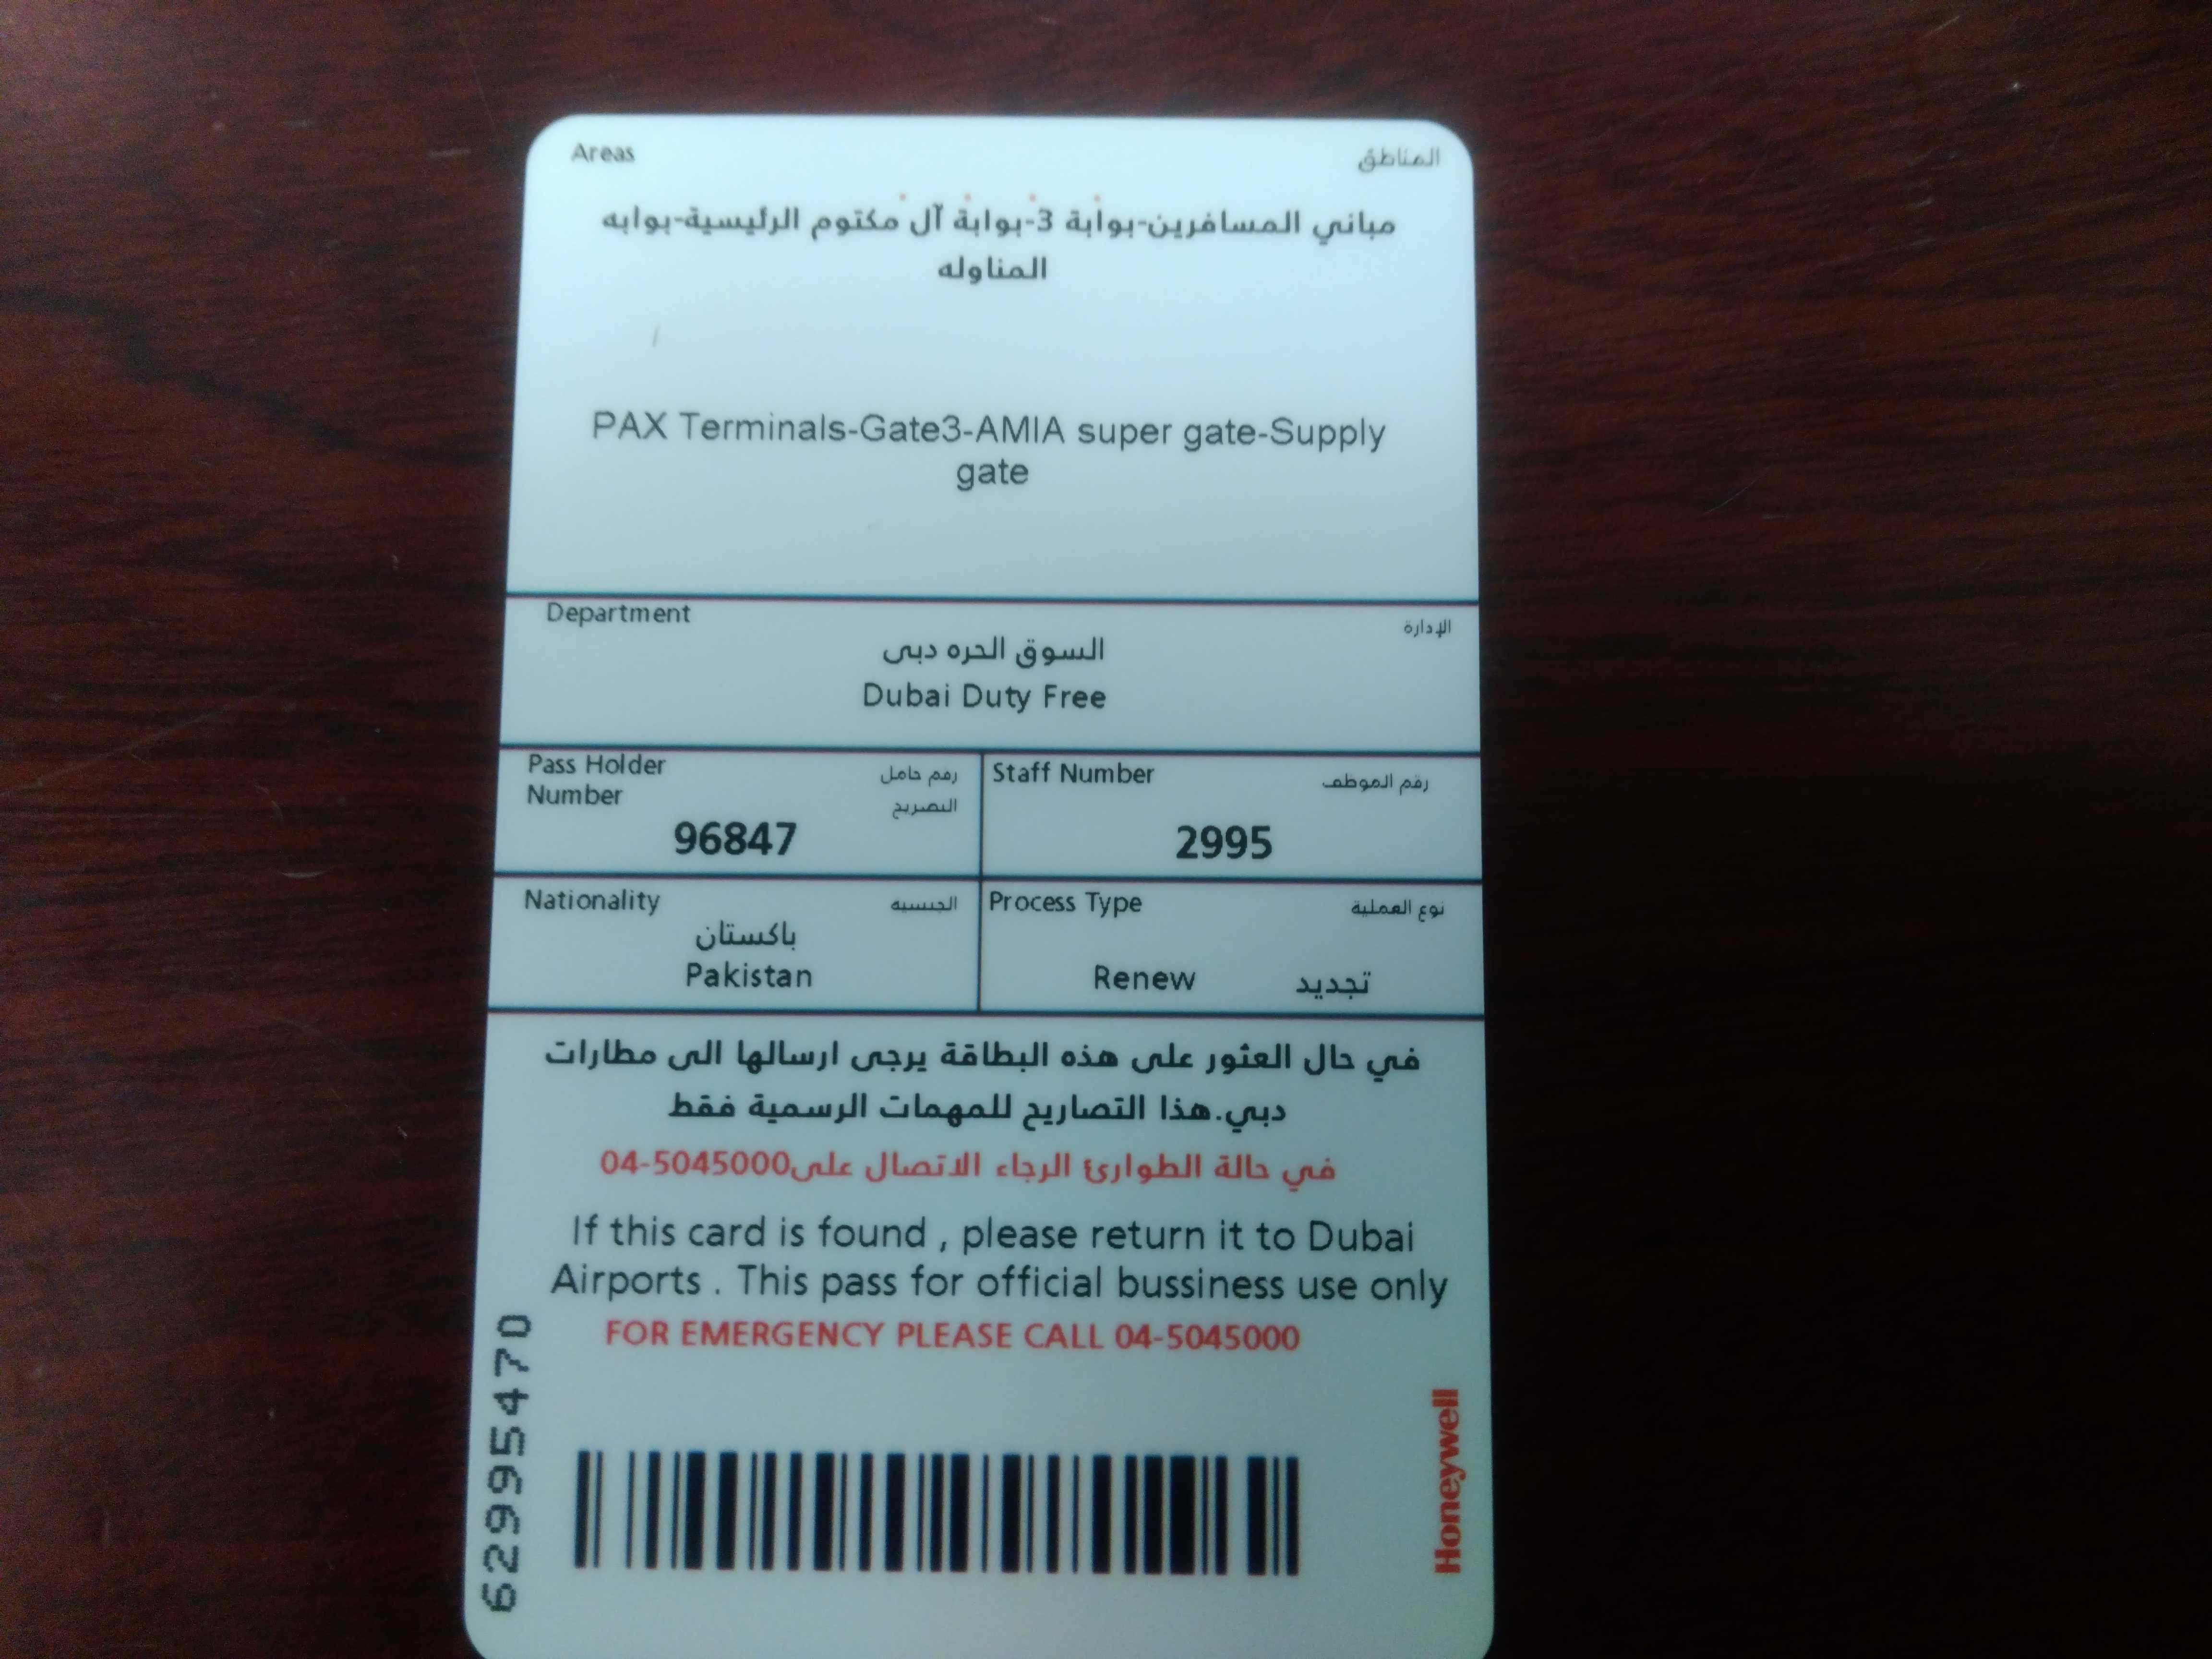 Areas المناطق
مباني المسافرين-بوابة 3-بوابة آل مكتوم الرئيسية-بوابه
المناوله
PAX Terminals-Gate3-AMIA super gate-Supply
gate
Department الإدارة
السوق الحره دبى
Dubai Duty Free
Pass Holder رقم حامل
Number التصريح
96847
Staff Number رقم الموظف
2995
Nationality الجنسيه
باكستان
Pakistan
Process Type نوع العملية
Renew تجديد
في حال العثور على هذه البطاقة يرجى ارسالها الى مطارات
دبي.هذا التصاريح للمهمات الرسمية فقط
في حالة الطوارئ الرجاء الاتصال على04-5045000
If this card is found , please return it to Dubai
Airports . This pass for official bussiness use only
FOR EMERGENCY PLEASE CALL 04-5045000
62995470
Honeywell